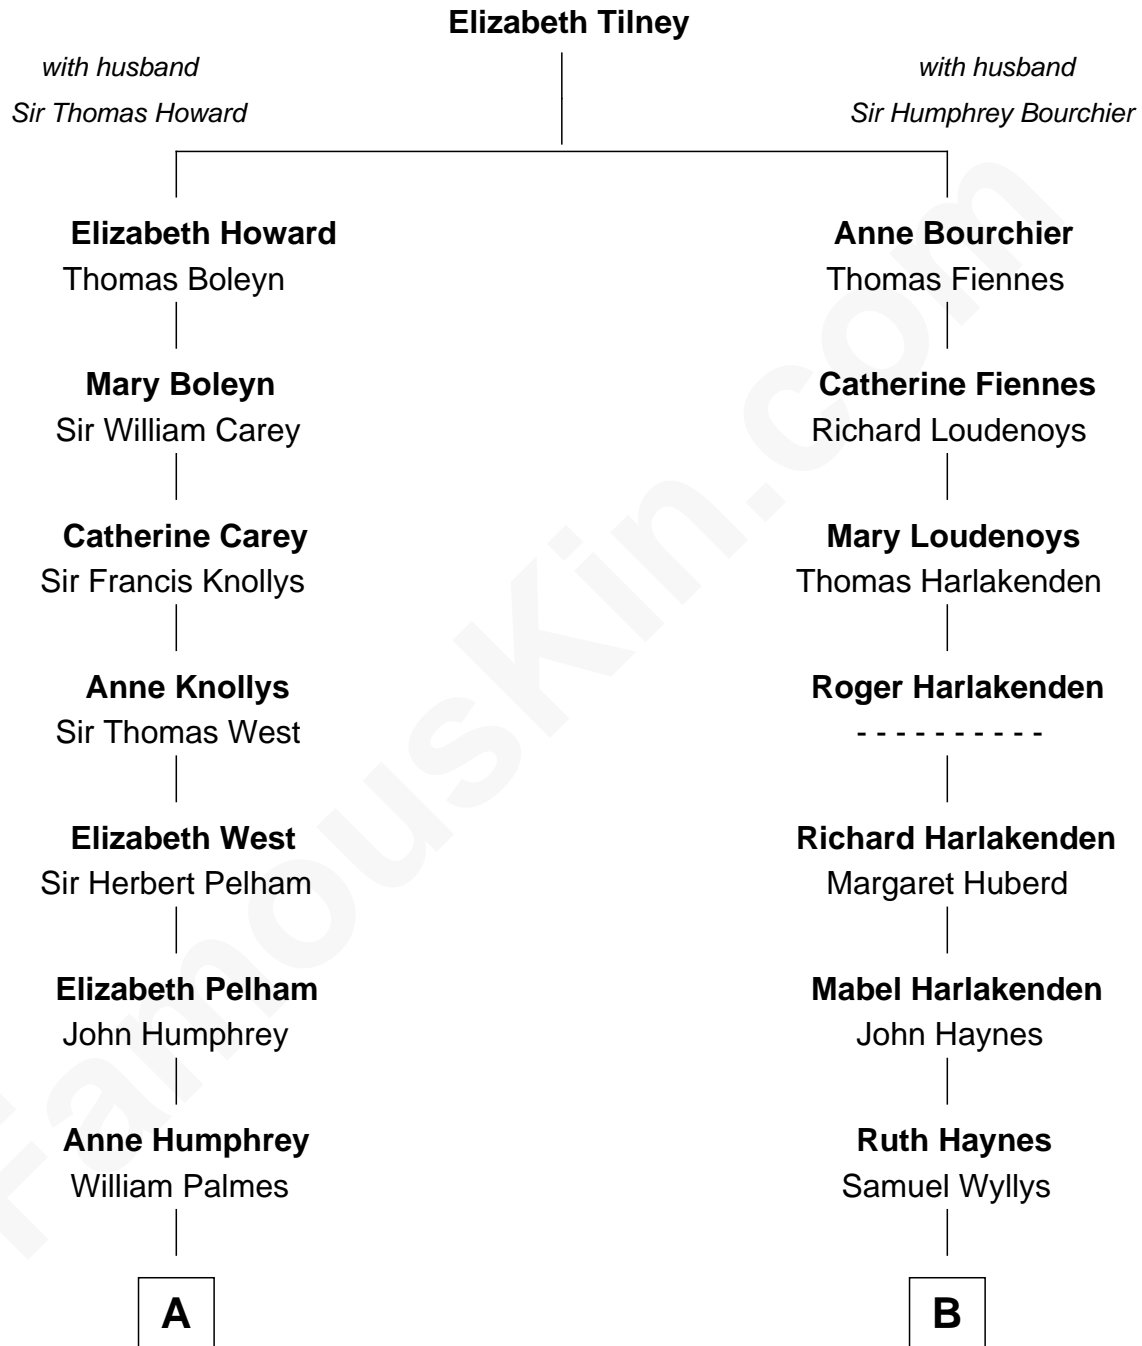 Elizabeth Tilney
with husband
Sir Thomas Howard
with husband
Sir Humphrey Bourchier
Elizabeth Howard
Thomas Boleyn
Mary Boleyn
Sir William Carey
Catherine Carey
Sir Francis Knollys
Anne Knollys
Sir Thomas West
Elizabeth West
Sir Herbert Pelham
Elizabeth Pelham
John Humphrey
Anne Humphrey
William Palmes
A
Anne Bourchier
Thomas Fiennes
Catherine Fiennes
Richard Loudenoys
Mary Loudenoys
Thomas Harlakenden
Roger Harlakenden
- - - - - - - - - -
Richard Harlakenden
Margaret Huberd
Mabel Harlakenden
John Haynes
Ruth Haynes
Samuel Wyllys
B
FamousKin.com